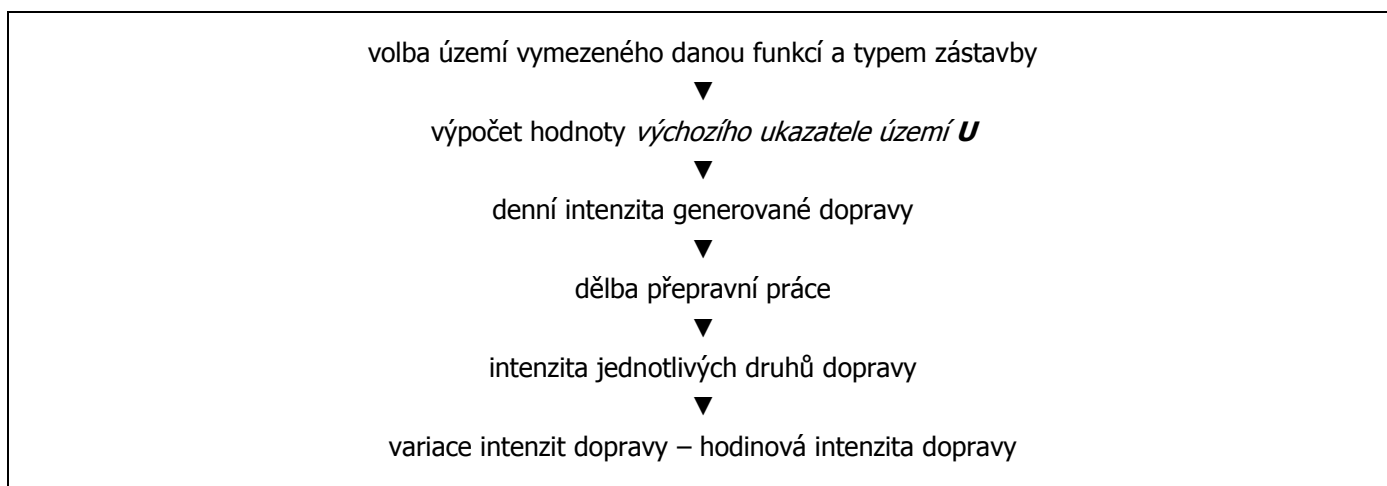 volba území vymezeného danou funkcí a typem zástavby
▼
výpočet hodnoty výchozího ukazatele území U
▼
denní intenzita generované dopravy
▼
dělba přepravní práce
▼
intenzita jednotlivých druhů dopravy
▼
variace intenzit dopravy – hodinová intenzita dopravy